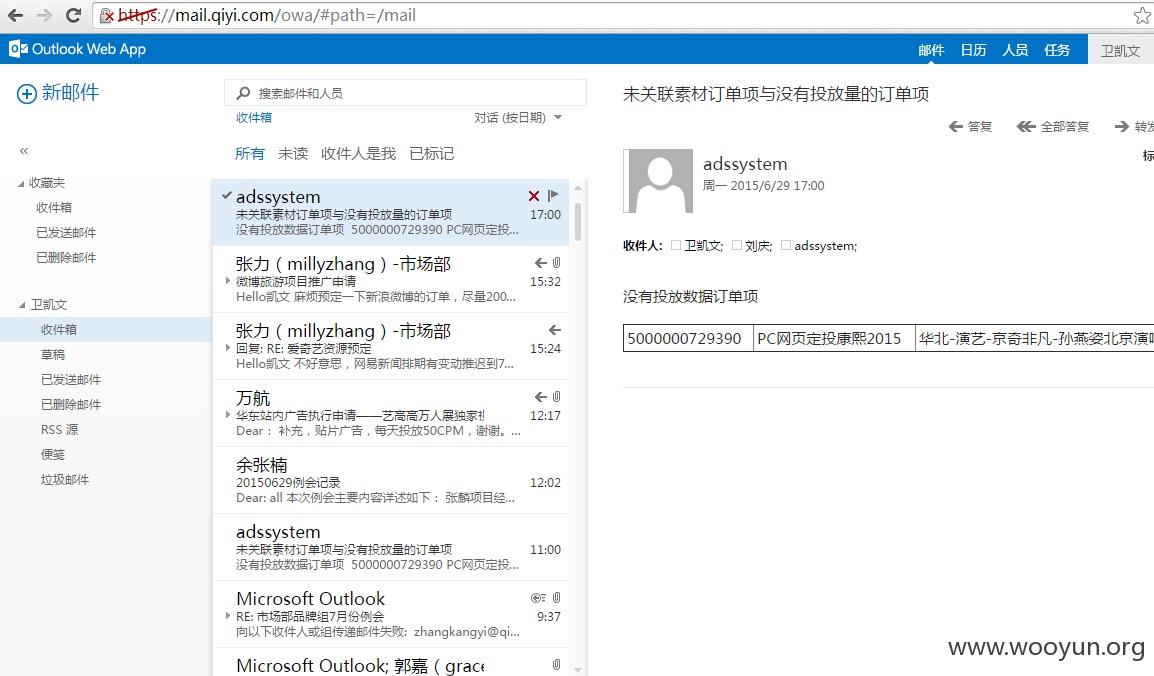 https://mail.qiyi.com/owa/#path=/mail
Outlook Web App
邮件 日历 人员 任务 卫凯文
新邮件
«
收藏夹
收件箱
已发送邮件
已删除邮件
卫凯文
收件箱
草稿
已发送邮件
已删除邮件
RSS 源
便笺
垃圾邮件
搜索邮件和人员
收件箱 对话 (按日期)
所有 未读 收件人是我 已标记
adssystem
未关联素材订单项与没有投放量的订单项 17:00
没有投放数据订单项 5000000729390 PC网页定投...
张力（millyzhang）-市场部
微博旅游项目推广申请 15:32
Hello凯文 麻烦预定一下新浪微博的订单，尽量200...
张力（millyzhang）-市场部
回复: RE: 爱奇艺资源预定 15:24
Hello凯文 不好意思，网易新闻排期有变动推迟到7...
万航
华东站内广告执行申请——艺高高万人展独家 12:17
Dear： 补充，贴片广告，每天投放50CPM，谢谢。...
余张楠
20150629例会记录 12:02
Dear: all 本次例会主要内容详述如下： 张麟项目经...
adssystem
未关联素材订单项与没有投放量的订单项 11:00
没有投放数据订单项 5000000729390 PC网页定投...
Microsoft Outlook
RE: 市场部品牌组7月份例会 9:37
向以下收件人或组传递邮件失败: zhangkangyi@qi...
Microsoft Outlook; 郭嘉（grace
未关联素材订单项与没有投放量的订单项
答复 全部答复 转发
标
adssystem
周一 2015/6/29 17:00
收件人: 卫凯文; 刘庆; adssystem;
没有投放数据订单项
5000000729390 PC网页定投康熙2015 华北-演艺-京奇非凡-孙燕姿北京演唱
www.wooyun.org